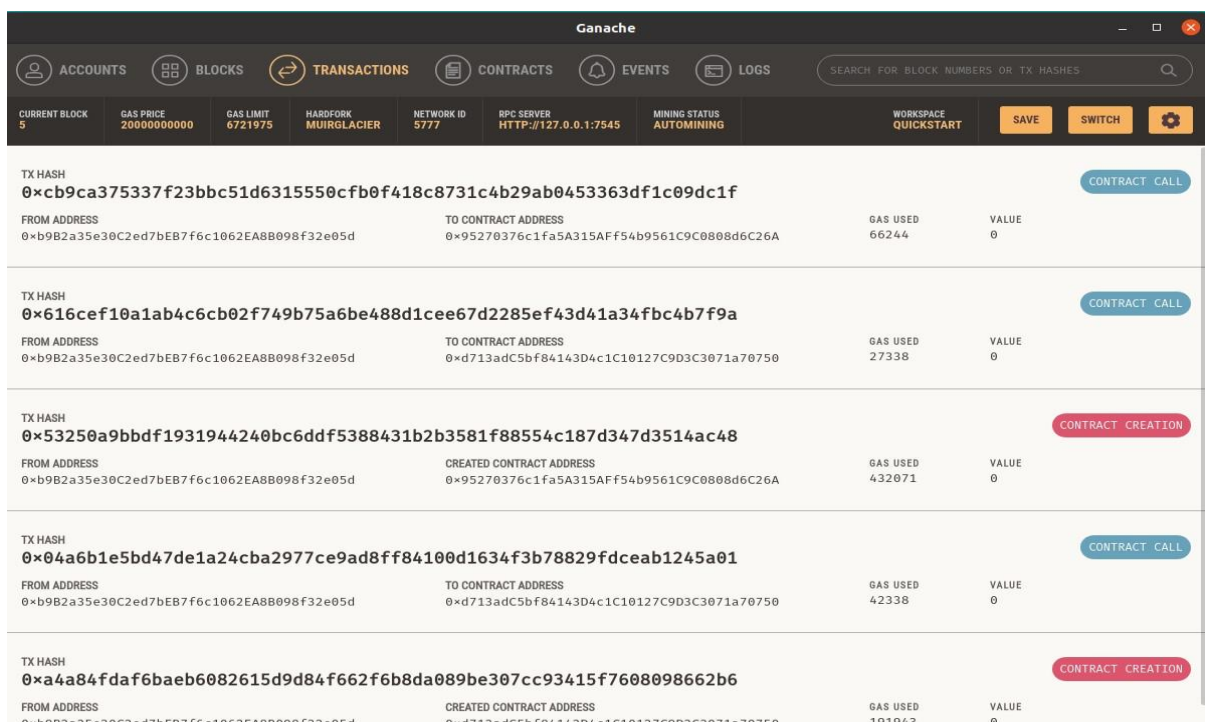 Ganache
ACCOUNTS BLOCKS TRANSACTIONS CONTRACTS EVENTS LOGS SEARCH FOR BLOCK NUMBERS OR TX HASHES
CURRENT BLOCK GAS PRICE GAS LIMIT HARDFORK NETWORK ID RPC SERVER MINING STATUS WORKSPACE
5 20000000000 6721975 MUIRGLACIER 5777 HTTP://127.0.0.1:7545 AUTOMINING QUICKSTART SAVE SWITCH
TX HASH
0×cb9ca375337f23bbc51d6315550cfb0f418c8731c4b29ab0453363df1c09dc1f CONTRACT CALL
FROM ADDRESS TO CONTRACT ADDRESS GAS USED VALUE
0×b9B2a35e30C2ed7bEB7f6c1062EA8B098f32e05d 0×95270376c1fa5A315AFf54b9561C9C0808d6C26A 66244 0
TX HASH
0×616cef10a1ab4c6cb02f749b75a6be488d1cee67d2285ef43d41a34fbc4b7f9a CONTRACT CALL
FROM ADDRESS TO CONTRACT ADDRESS GAS USED VALUE
0×b9B2a35e30C2ed7bEB7f6c1062EA8B098f32e05d 0×d713adC5bf84143D4c1C10127C9D3C3071a70750 27338 0
TX HASH
0×53250a9bbdf1931944240bc6ddf5388431b2b3581f88554c187d347d3514ac48 CONTRACT CREATION
FROM ADDRESS CREATED CONTRACT ADDRESS GAS USED VALUE
0×b9B2a35e30C2ed7bEB7f6c1062EA8B098f32e05d 0×95270376c1fa5A315AFf54b9561C9C0808d6C26A 432071 0
TX HASH
0×04a6b1e5bd47de1a24cba2977ce9ad8ff84100d1634f3b78829fdceab1245a01 CONTRACT CALL
FROM ADDRESS TO CONTRACT ADDRESS GAS USED VALUE
0×b9B2a35e30C2ed7bEB7f6c1062EA8B098f32e05d 0×d713adC5bf84143D4c1C10127C9D3C3071a70750 42338 0
TX HASH
0×a4a84fdaf6baeb6082615d9d84f662f6b8da089be307cc93415f7608098662b6 CONTRACT CREATION
FROM ADDRESS CREATED CONTRACT ADDRESS GAS USED VALUE